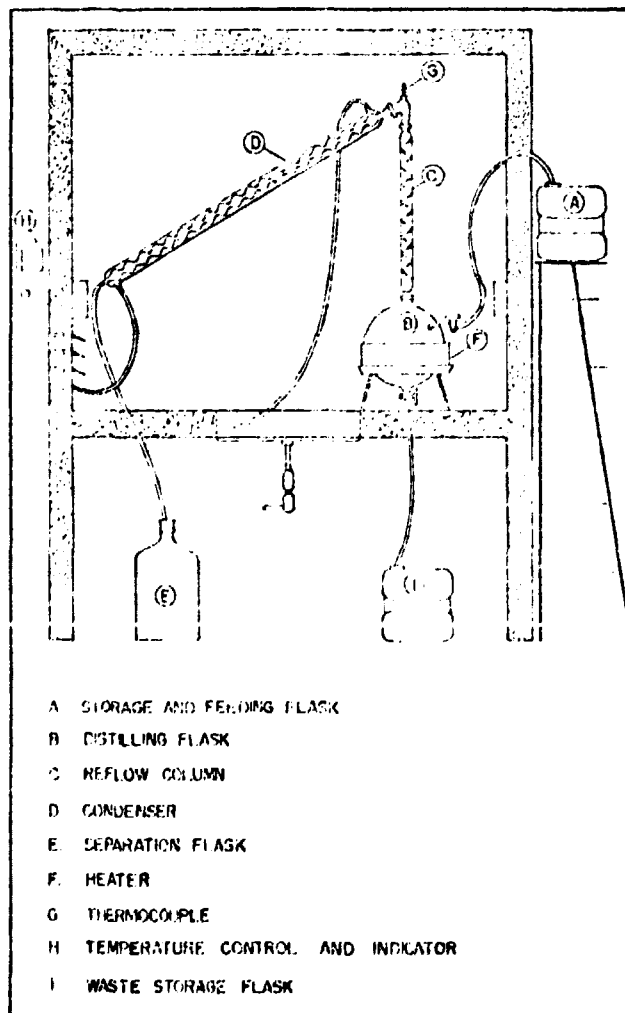 G
D
C
A
H
B
F
E
I
A STORAGE AND FEEDING FLASK
B DISTILLING FLASK
C REFLOW COLUMN
D CONDENSER
E. SEPARATION FLASK
F. HEATER
G THERMOCOUPLE
H TEMPERATURE CONTROL AND INDICATOR
I WASTE STORAGE FLASK